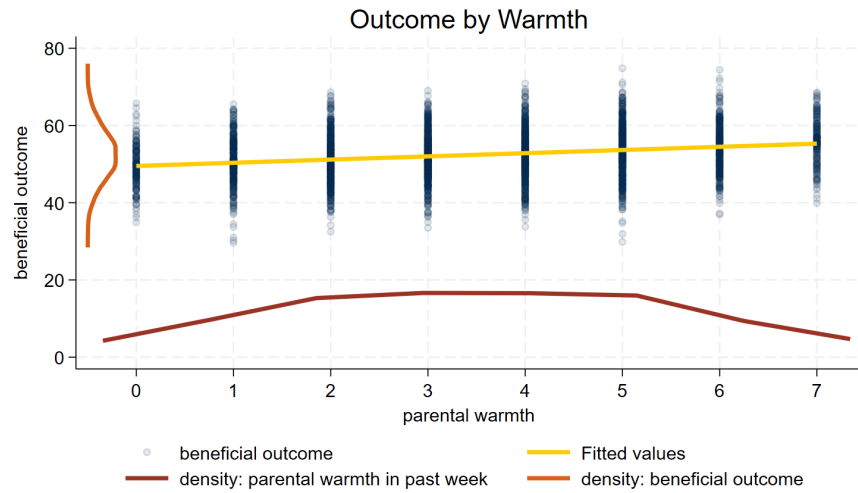 Outcome by Warmth
beneficial outcome
80
60
40
20
0
0 1 2 3 4 5 6 7
parental warmth
beneficial outcome Fitted values
density: parental warmth in past week density: beneficial outcome